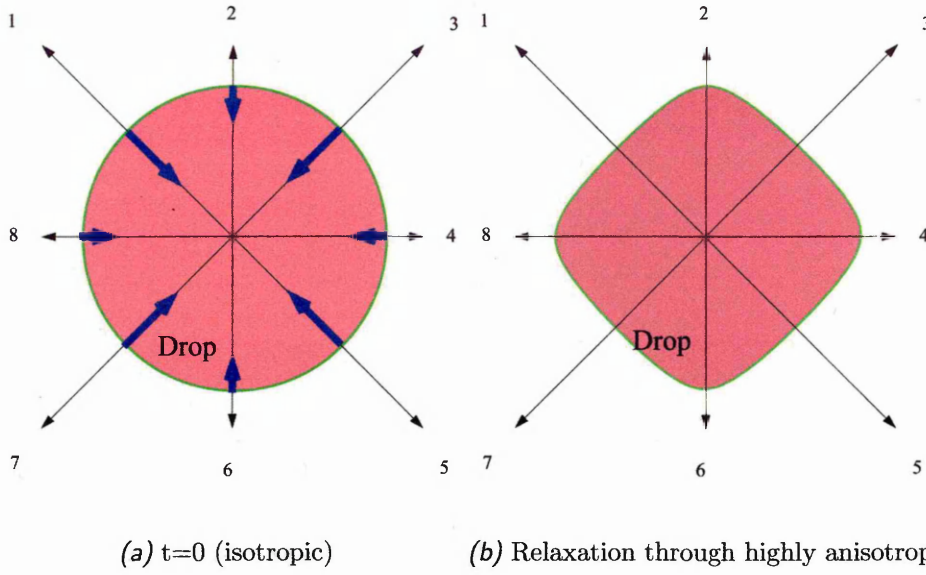 1 2 3 1 2 3
8 4 8 4
Drop Drop
7 6 5 7 6 5
(a) t=0 (isotropic) (b) Relaxation through highly anisotrop